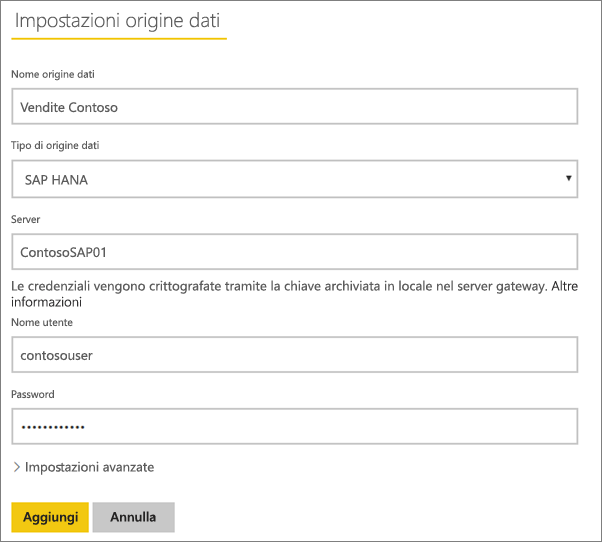 Impostazioni origine dati
Nome origine dati
Vendite Contoso
Tipo di origine dati
SAP HANA
Server
ContosoSAP01
Le credenziali vengono crittografate tramite la chiave archiviata in locale nel server gateway. Altre
informazioni
Nome utente
contosouser
Password
••••••••••••
Impostazioni avanzate
Aggiungi Annulla